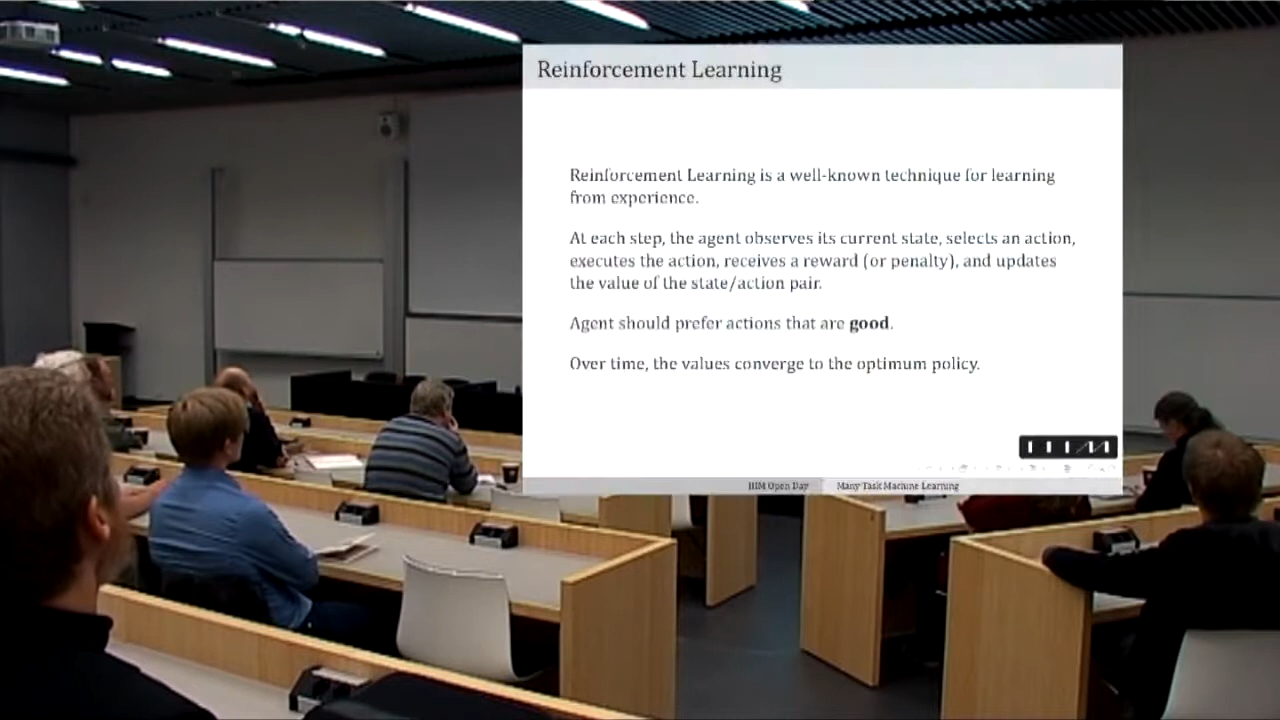 Reinforcement Learning
Reinforcement Learning is a well-known technique for learning
from experience.
At each step, the agent observes its current state, selects an action,
executes the action, receives a reward (or penalty), and updates
the value of the state/action pair.
Agent should prefer actions that are good.
Over time, the values converge to the optimum policy.
IIIM
IIIM Open Day
Many Task Machine Learning